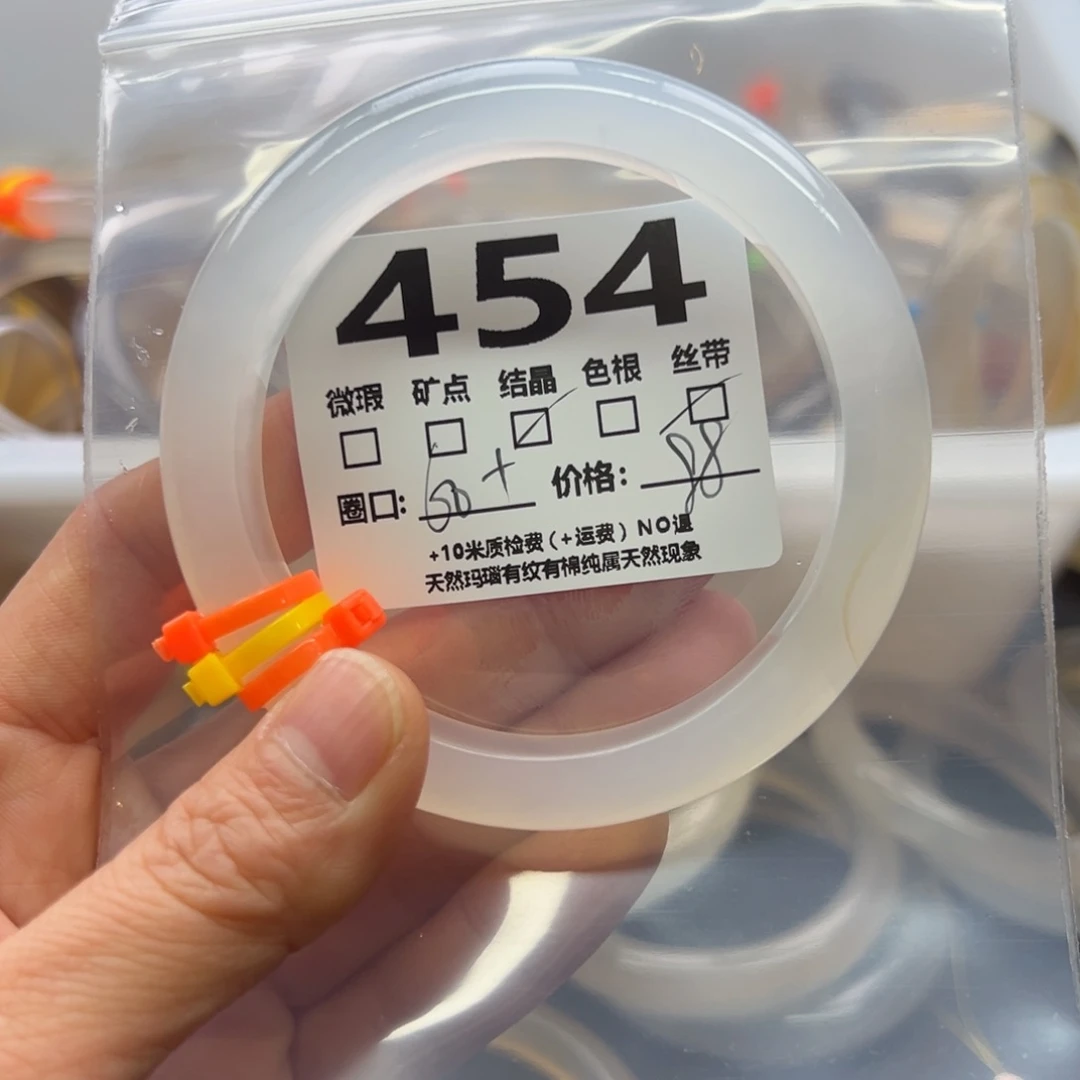 454
微瑕 矿点 结晶 色根 丝带
圈口: 价格: 88
+10米质检费(+运费) NO退
天然玛瑙有纹有棉纯属天然现象